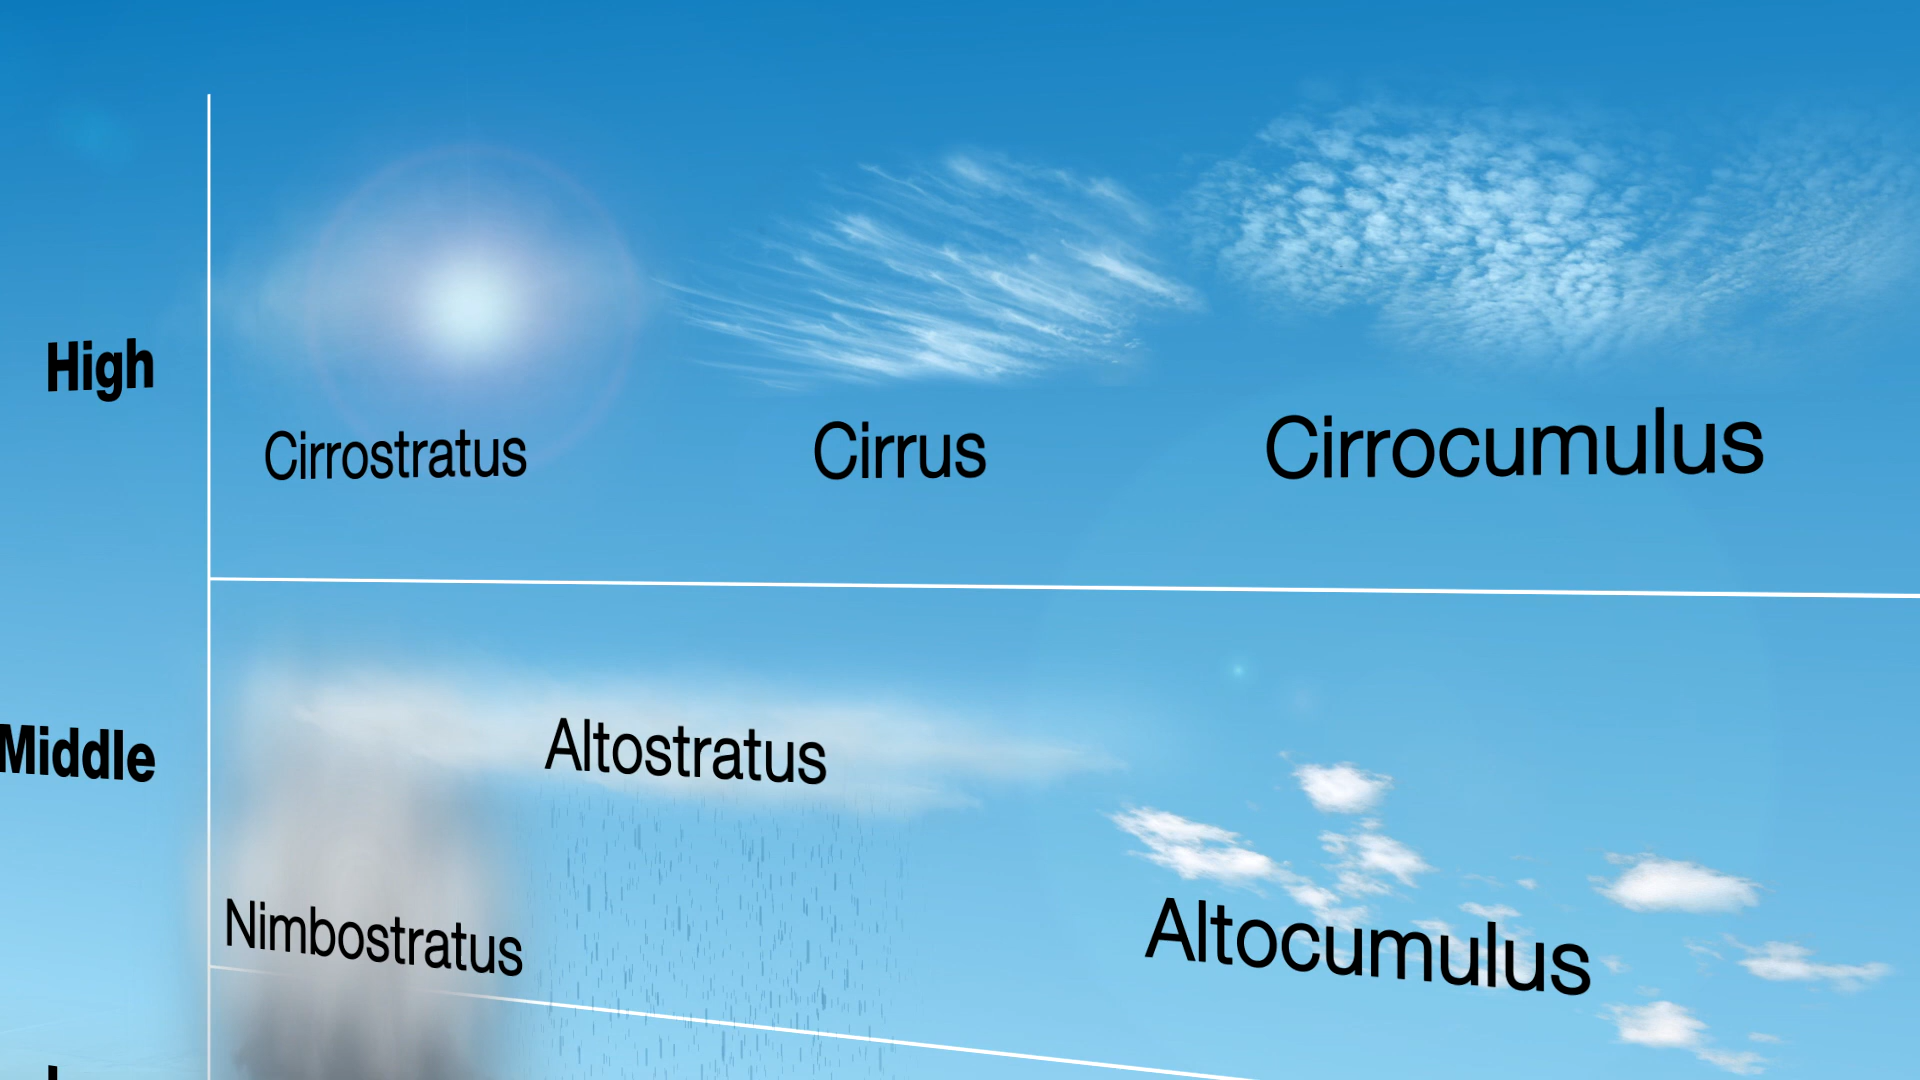 High
Cirrostratus
Cirrus
Cirrocumulus
Middle
Altostratus
Nimbostratus
Altocumulus